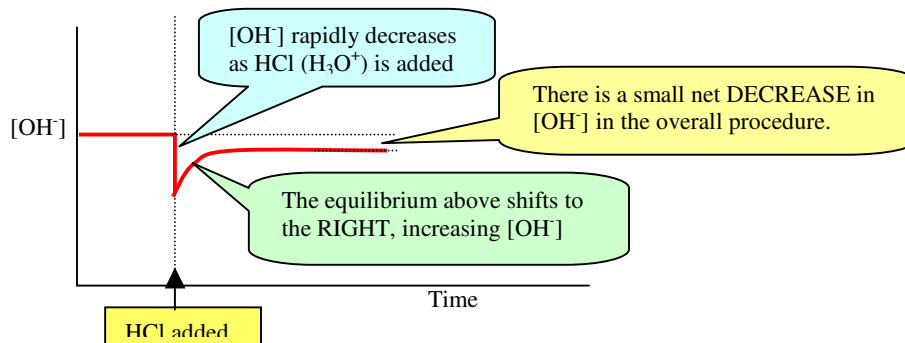 [OH⁻] rapidly decreases
as HCl (H₃O⁺) is added
There is a small net DECREASE in
[OH⁻] in the overall procedure.
[OH⁻]
The equilibrium above shifts to
the RIGHT, increasing [OH⁻]
Time
HCl added